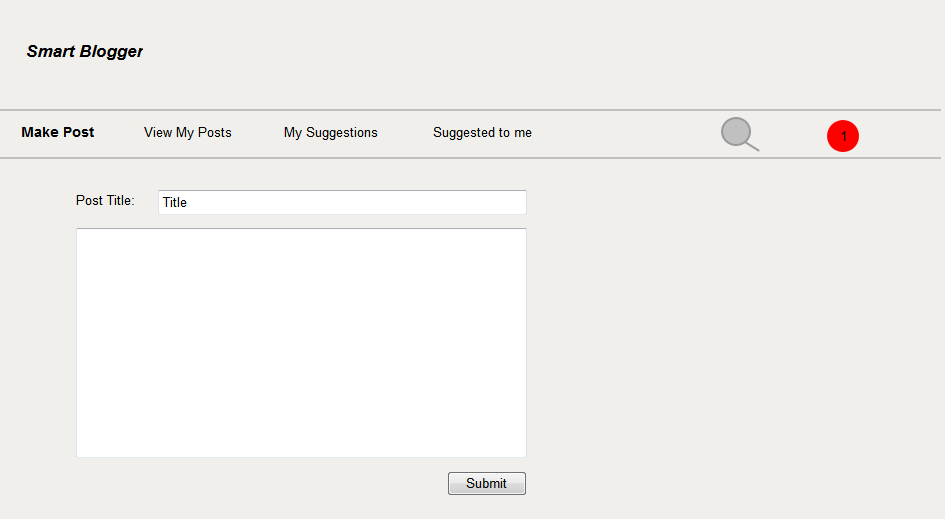 Smart Blogger
Make Post View My Posts My Suggestions Suggested to me 1
Post Title: Title
Submit